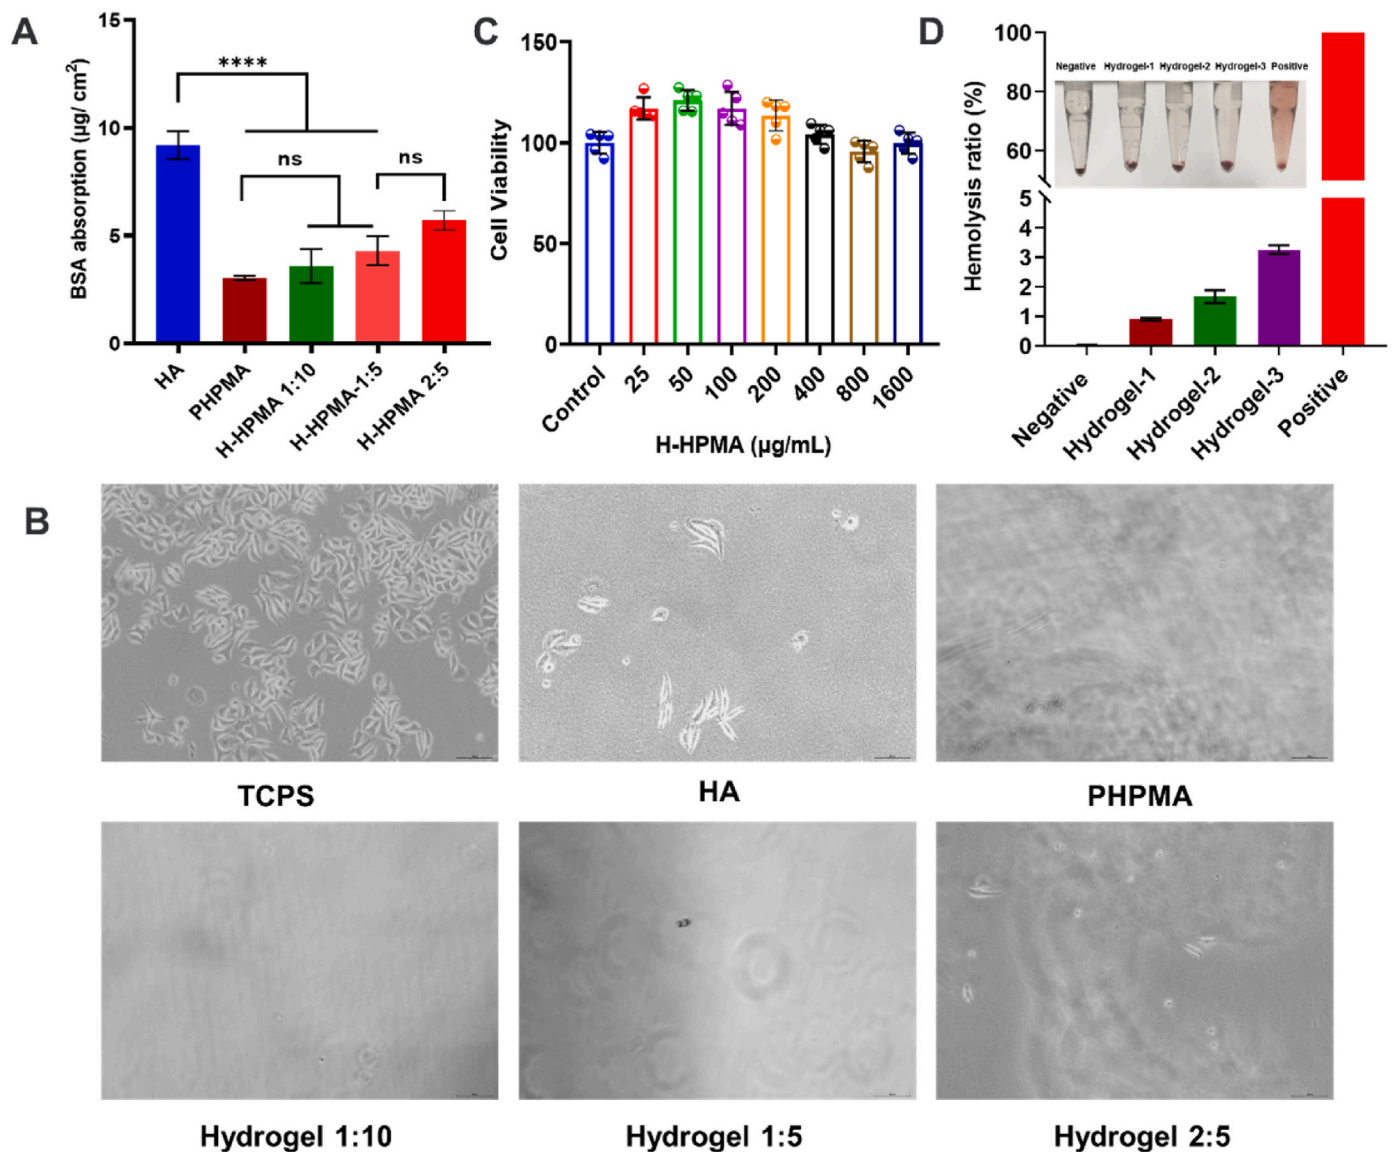 A
BSA absorption (µg/ cm²)
15
10
5
0
****
ns
ns
HA
PHPMA
H-HPMA 1:10
H-HPMA-1:5
H-HPMA 2:5
C
Cell Viability
150
100
50
0
Control
25
50
100
200
400
800
1600
H-HPMA (µg/mL)
D
Hemolysis ratio (%)
100
80
60
5
4
3
2
1
0
Negative Hydrogel-1 Hydrogel-2 Hydrogel-3 Positive
Negative
Hydrogel-1
Hydrogel-2
Hydrogel-3
Positive
B
TCPS
HA
PHPMA
Hydrogel 1:10
Hydrogel 1:5
Hydrogel 2:5